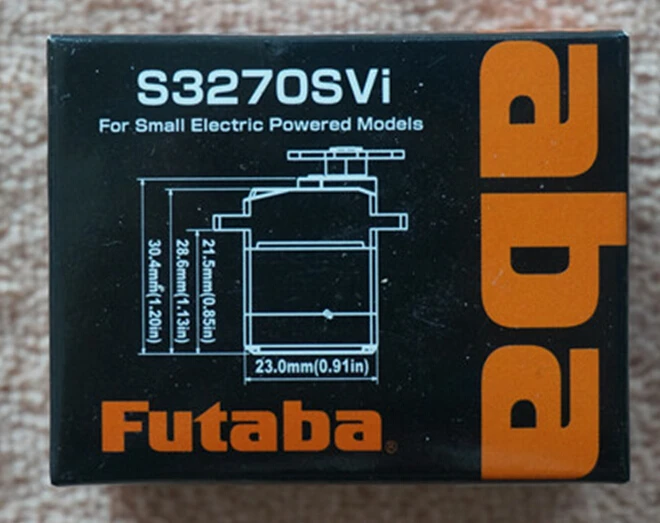 S3270SVi
For Small Electric Powered Models
30.4mm(1.20in)
28.6mm(1.13in)
21.5mm(0.85in)
23.0mm(0.91in)
Futaba®
aba